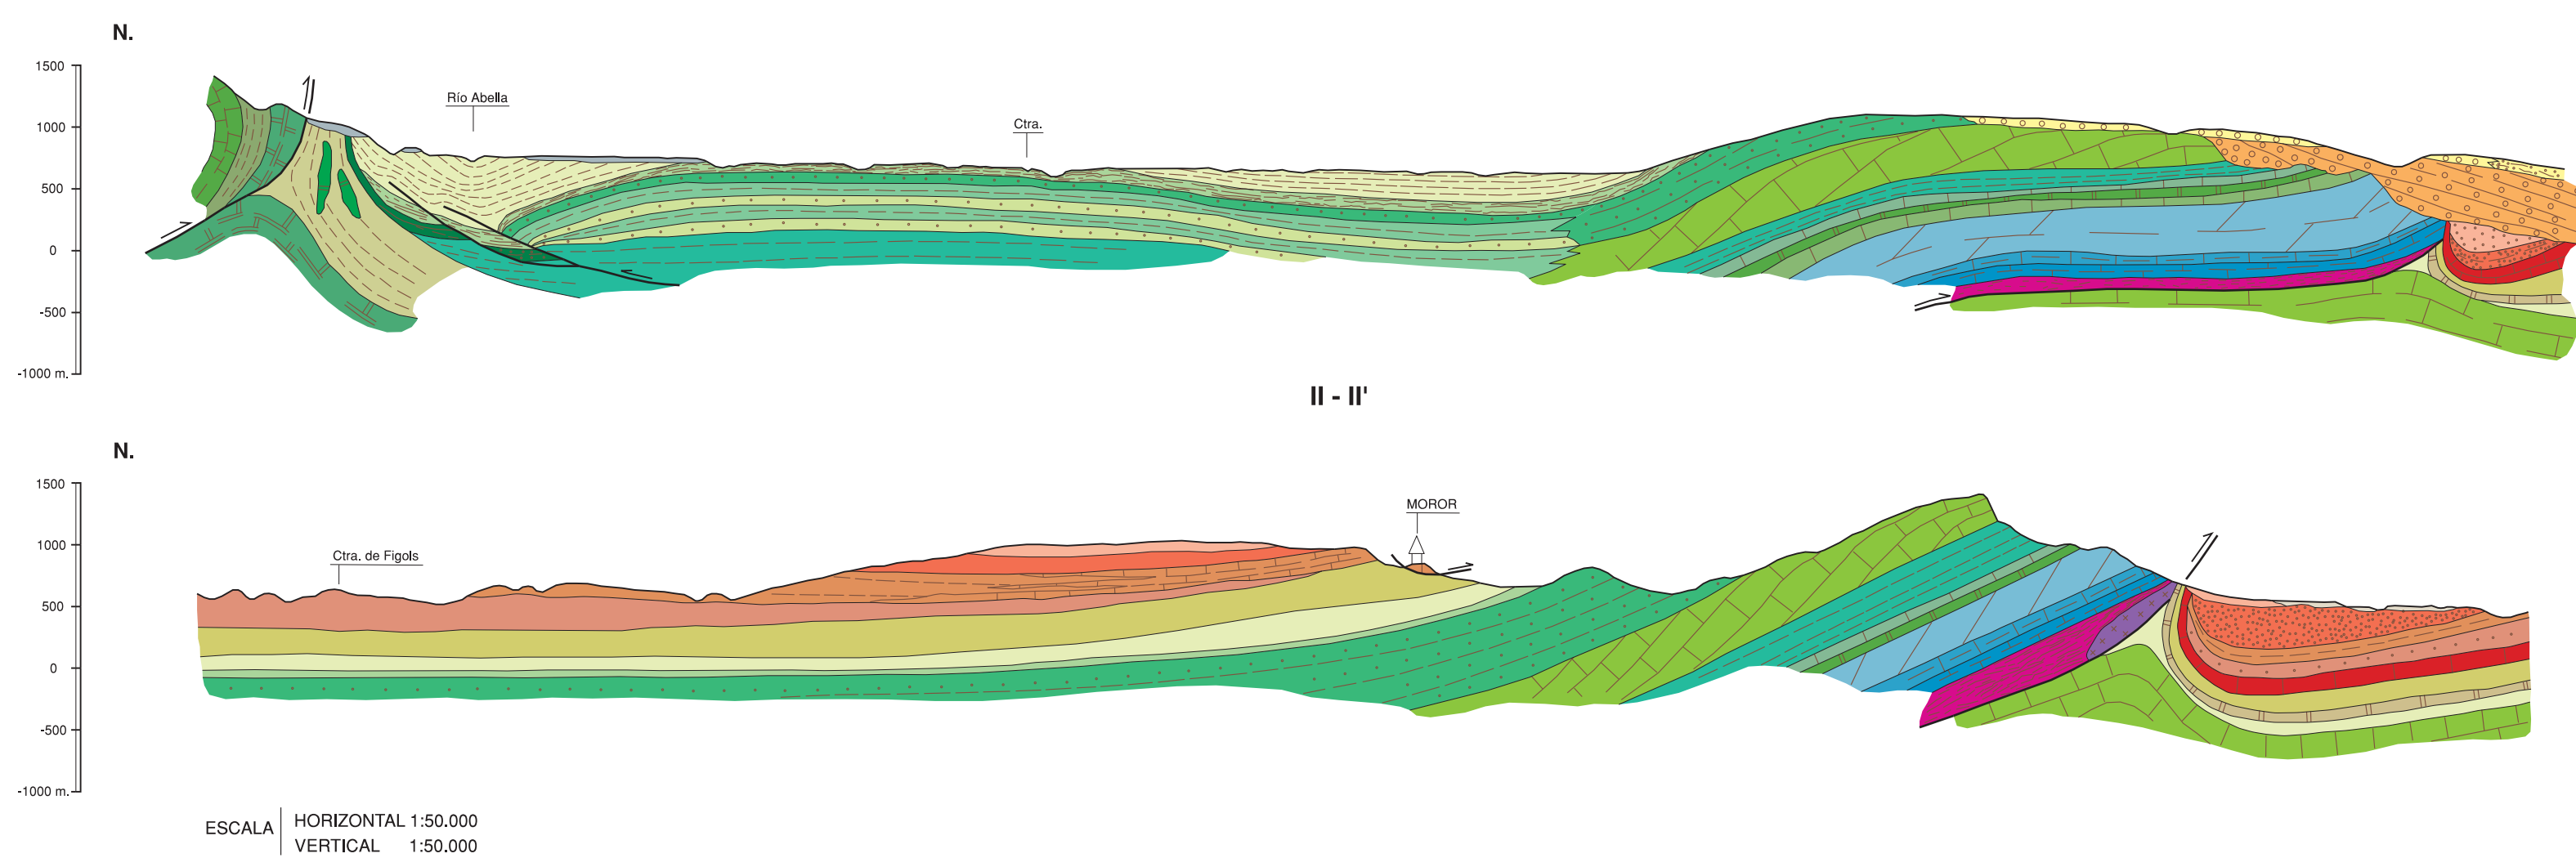 N.
1500
1000
500
0
-500
-1000 m.
Río Abella
Ctra.
II - II'
N.
1500
1000
500
0
-500
-1000 m.
Ctra. de Figols
MOROR
ESCALA
HORIZONTAL 1:50.000
VERTICAL 1:50.000